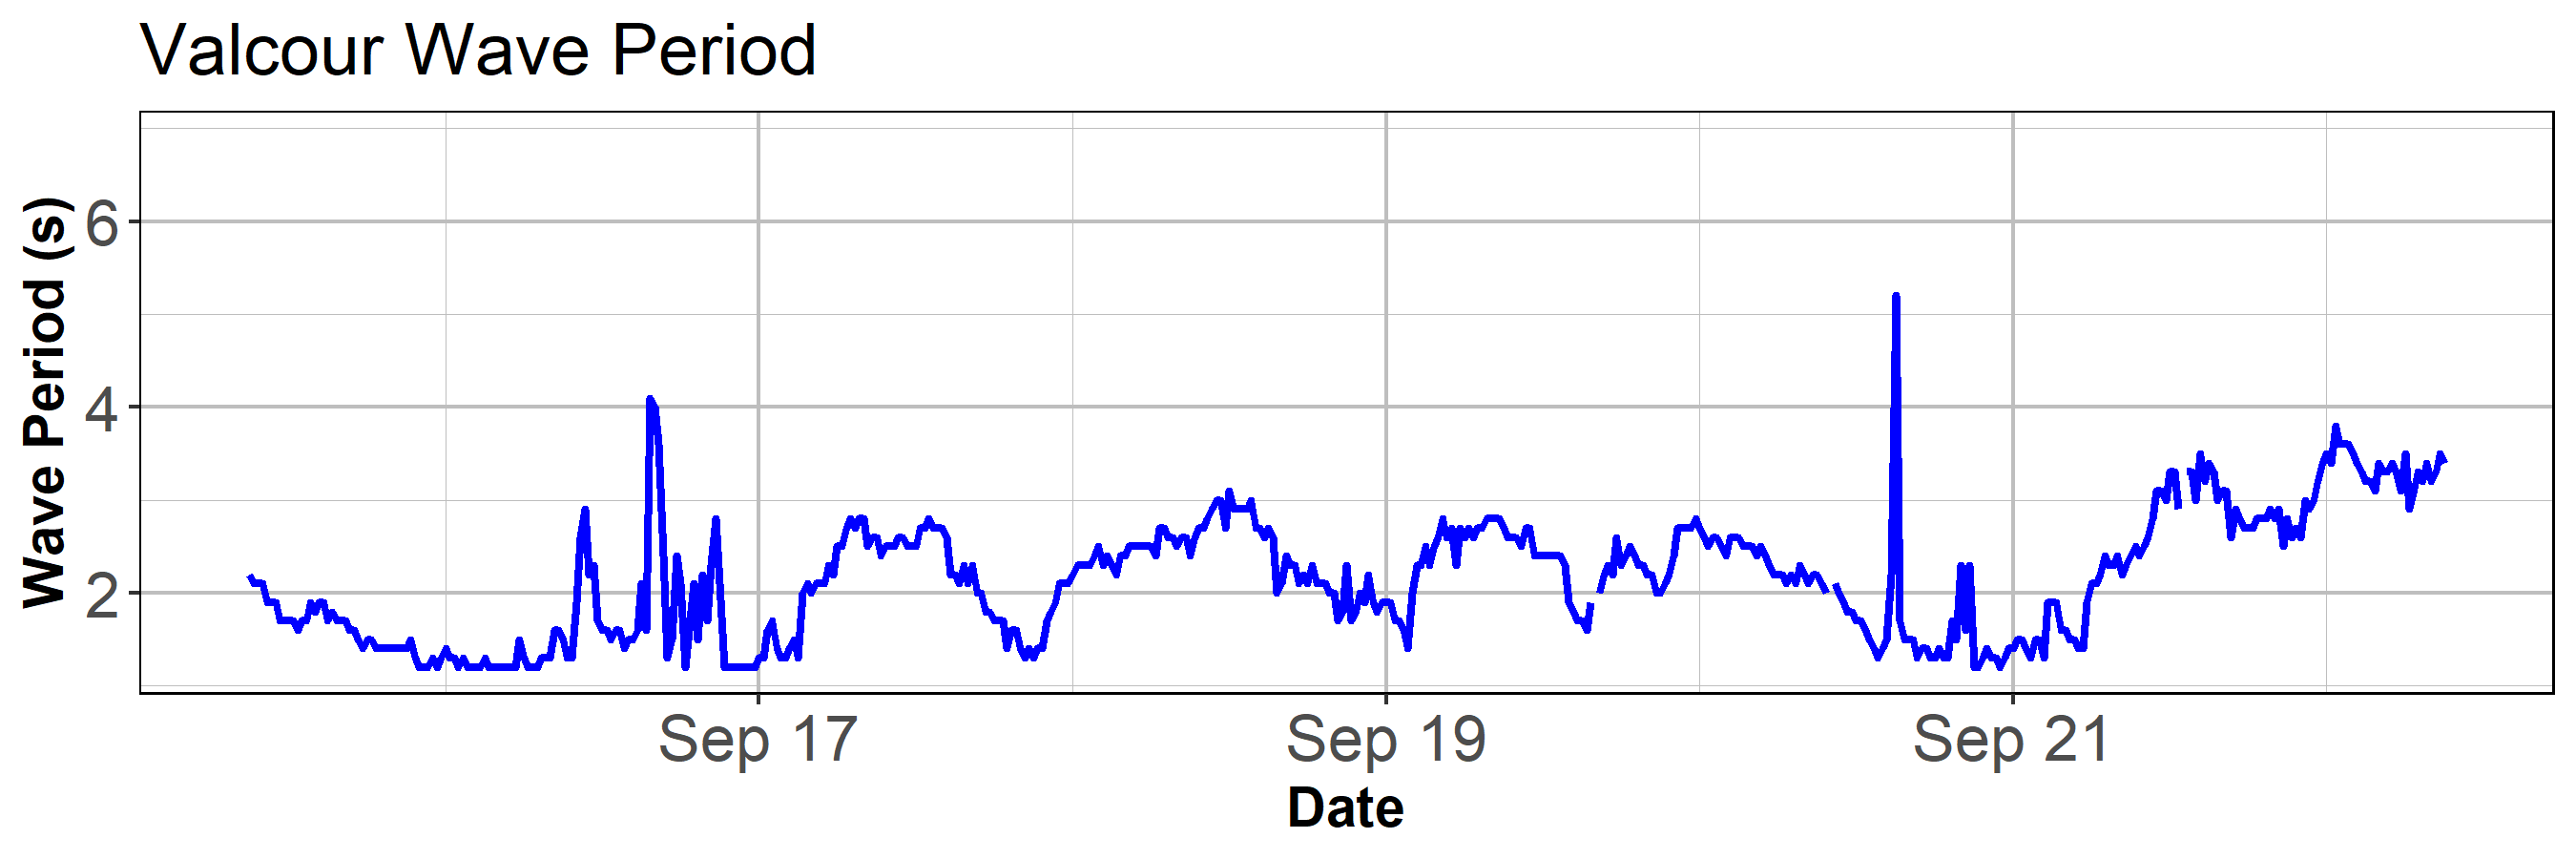 Valcour Wave Period
Wave Period (s)
6
4
2
Sep 17
Sep 19
Sep 21
Date